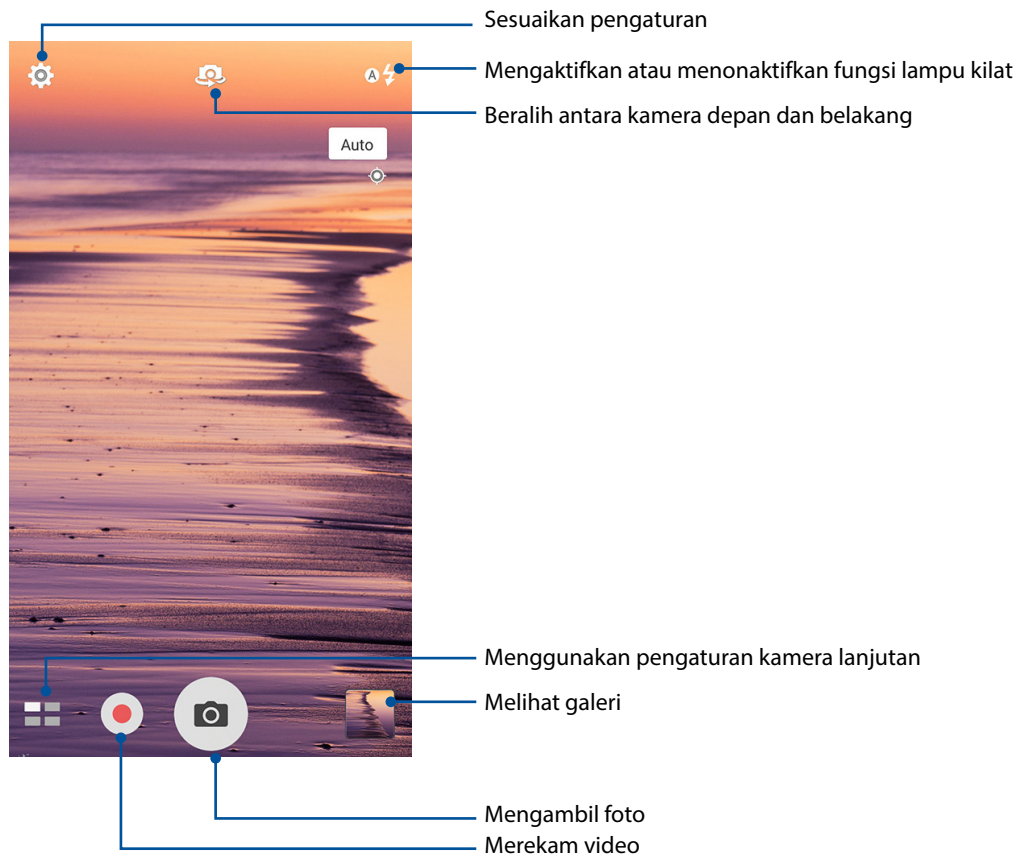 Sesuaikan pengaturan
Mengaktifkan atau menonaktifkan fungsi lampu kilat
A
Beralih antara kamera depan dan belakang
Auto
Menggunakan pengaturan kamera lanjutan
Melihat galeri
Mengambil foto
Merekam video